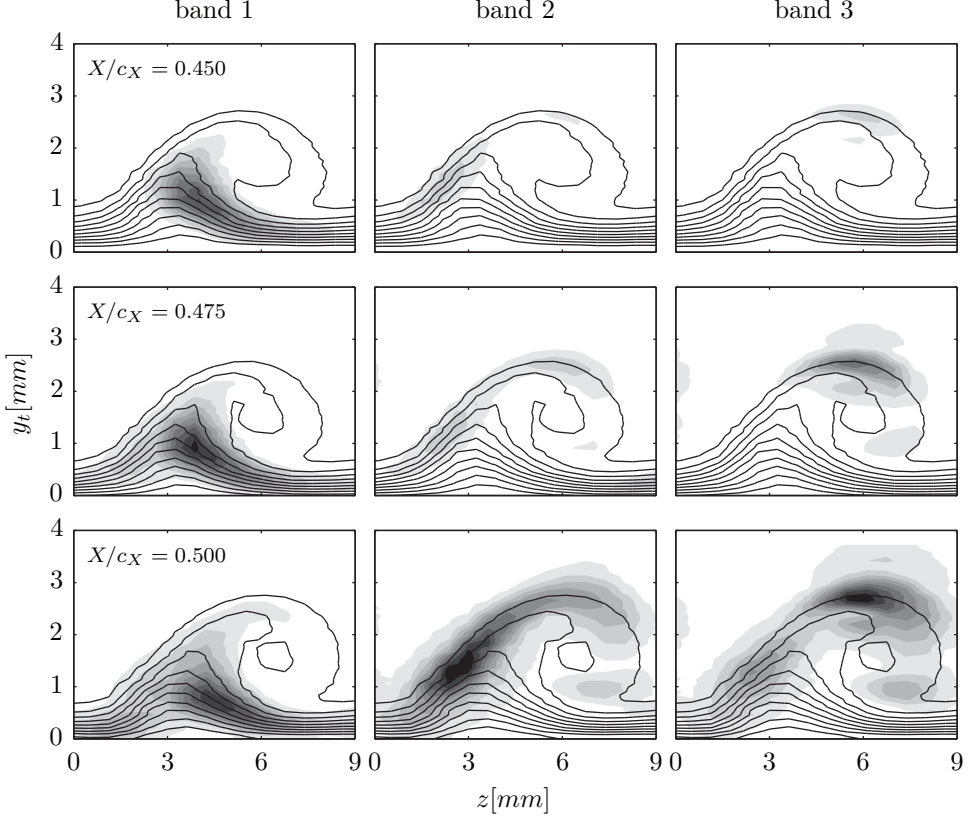 band 1 band 2 band 3
4
X/c_X = 0.450
3
2
1
0
4
X/c_X = 0.475
3
2
1
0
y_t[mm]
4
X/c_X = 0.500
3
2
1
0
0 3 6 9 0 3 6 9 0 3 6 9
z[mm]